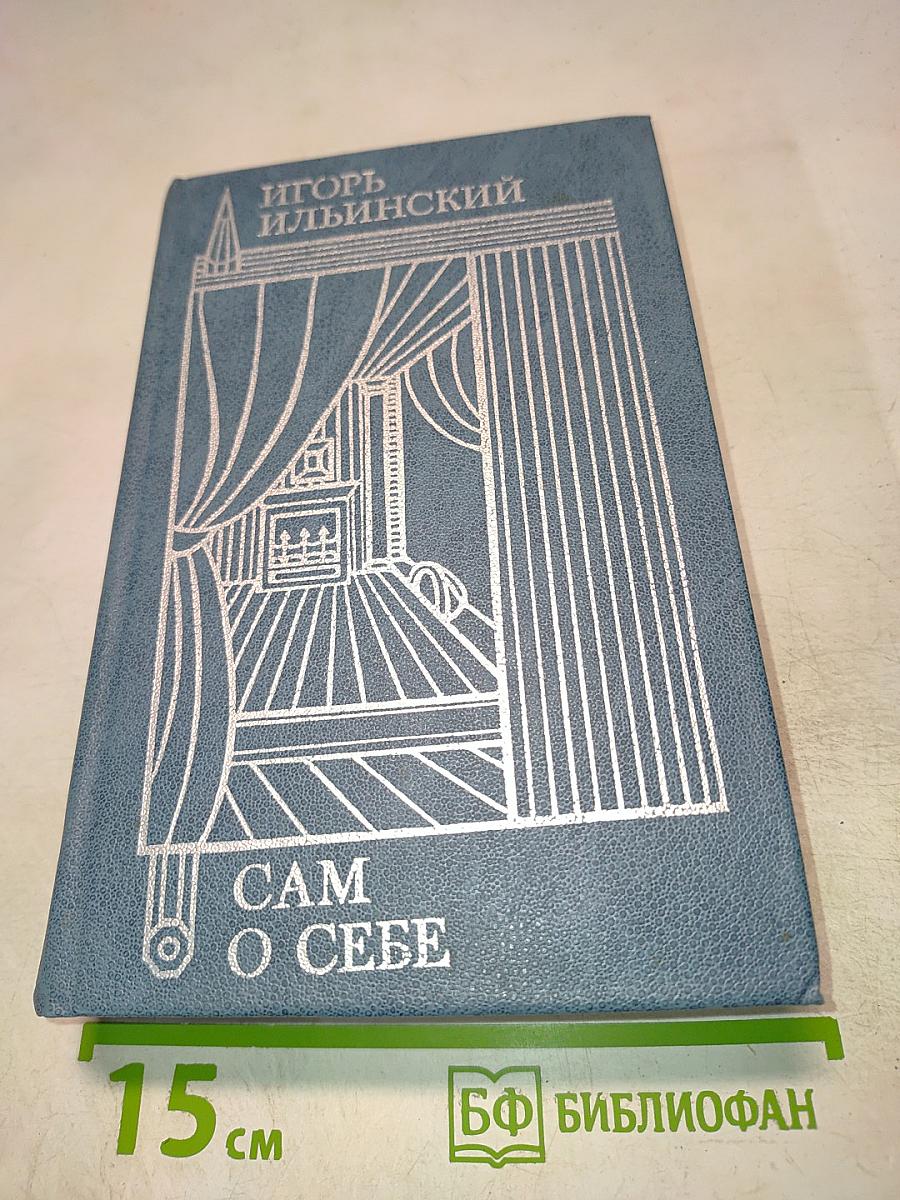 ИГОРЬ
ИЛЬИНСКИЙ
САМ
О СЕБЕ
15 см
БФ БИБЛИОФАН